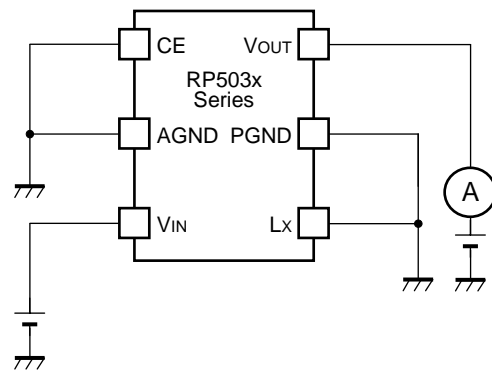 CE
VOUT
RP503x
Series
AGND
PGND
VIN
LX
A